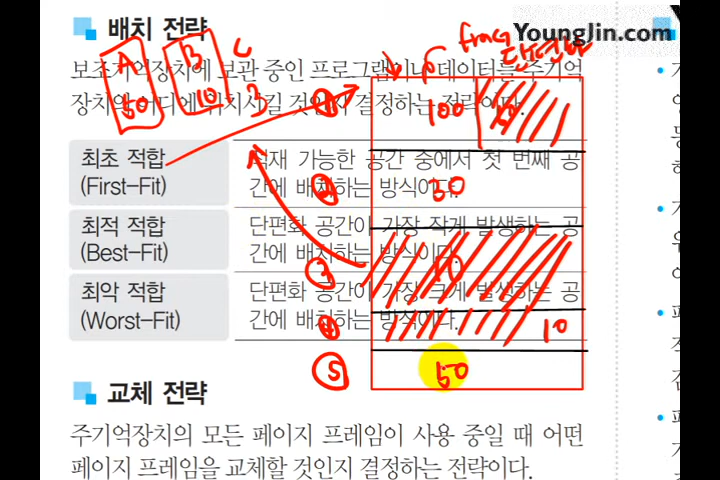 YoungJin.com
배치 전략
frag
A B C
50 10 3
보조기억장치에 보관 중인 프로그램이나 데이터를 주기억
장치의 어디에 위치시킬 것인지 결정하는 전략이다.
① 100
최초 적합
(First-Fit)
적재 가능한 공간 중에서 첫 번째 공
간에 배치하는 방식이다.
② 30
최적 적합
(Best-Fit)
단편화 공간이 가장 작게 발생하는 공
간에 배치하는 방식이다.
③
최악 적합
(Worst-Fit)
단편화 공간이 가장 크게 발생하는 공
간에 배치하는 방식이다.
④ 10
⑤ 50
교체 전략
주기억장치의 모든 페이지 프레임이 사용 중일 때 어떤
페이지 프레임을 교체할 것인지 결정하는 전략이다.